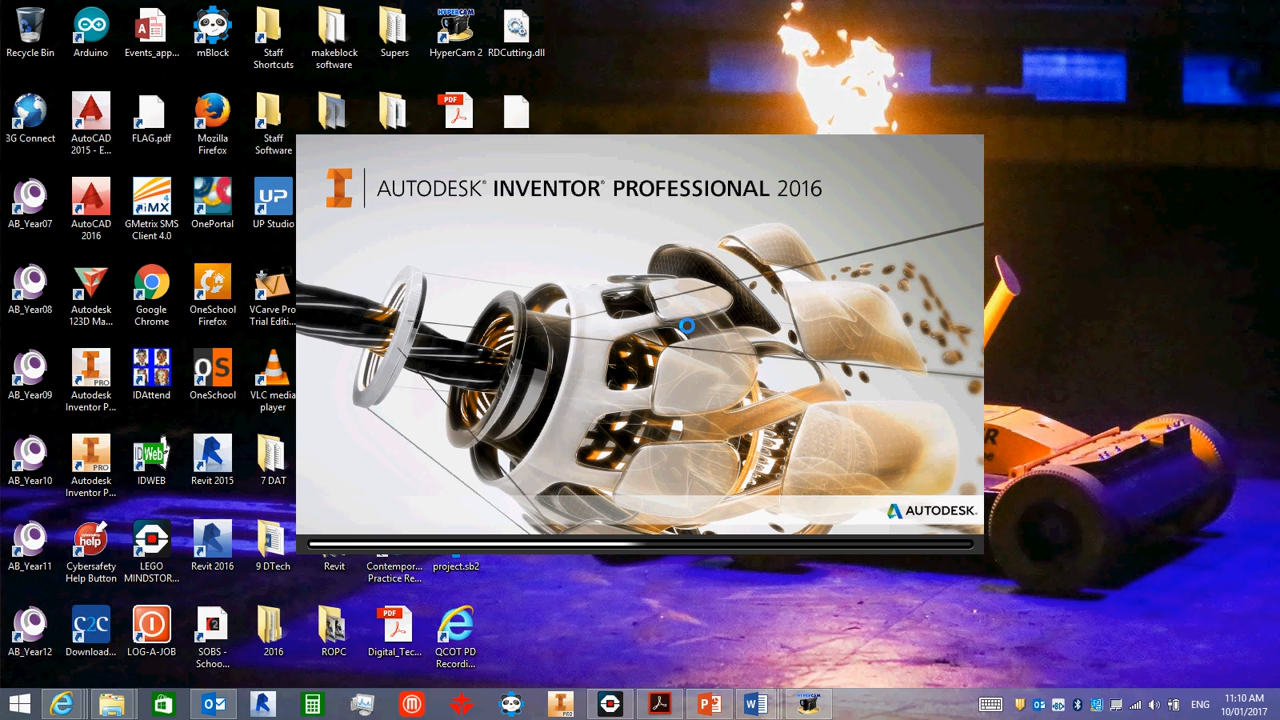 Recycle Bin
Arduino
Events_app...
mBlock
Staff
Shortcuts
makeblock
software
Supers
HYPERCAM
HyperCam 2
RDCutting.dll
3G Connect
AutoCAD
2015 - E...
FLAG.pdf
Mozilla
Firefox
Staff
Software
PDF
AUTODESK® INVENTOR® PROFESSIONAL 2016
AB_Year07
AutoCAD
2016
4
iMX
GMetrix SMS
Client 4.0
OnePortal
UP
UP Studio
AB_Year08
Autodesk
123D Ma...
Google
Chrome
OneSchool
Firefox
VCarve Pro
Trial Editi...
AB_Year09
PRO
Autodesk
Inventor P...
IDAttend
OS
OneSchool
VLC media
player
AB_Year10
PRO
Autodesk
Inventor P...
IDWeb
IDWEB
Revit 2015
7 DAT
AUTODESK.
AB_Year11
help
Cybersafety
Help Button
LEGO
MINDSTOR...
Revit 2016
9 DTech
Revit
Contempor...
Practice Re...
project.sb2
AB_Year12
C2C
Download...
LOG-A-JOB
SOBS -
Schoo...
2016
ROPC
PDF
Digital_Tec...
QCOT PD
Recordi...
ENG
11:10 AM
10/01/2017